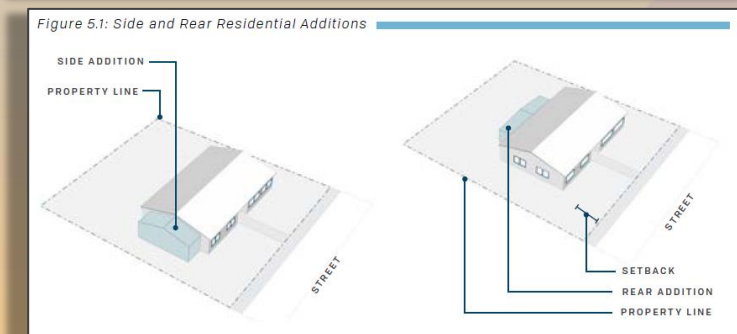 Figure 5.1: Side and Rear Residential Additions
SIDE ADDITION
PROPERTY LINE
STREET
STREET
SETBACK
REAR ADDITION
PROPERTY LINE